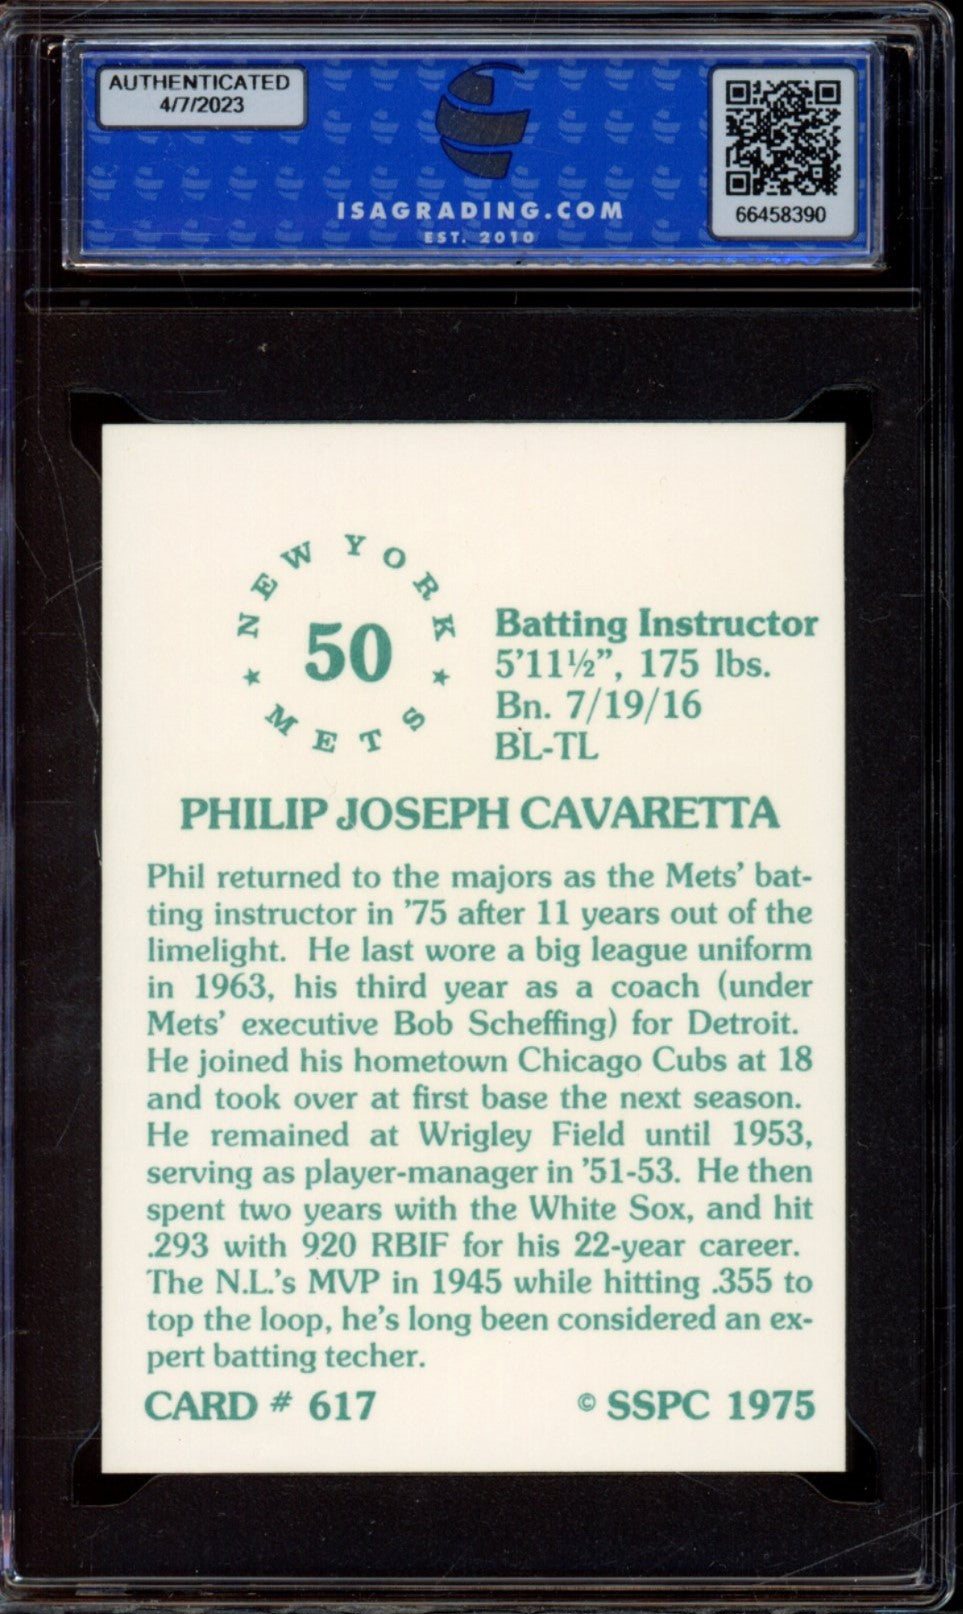 AUTHENTICATED
4/7/2023
ISAGRADING.COM
EST. 2010
66458390
NEW YORK
★ METS ★
50
Batting Instructor
5'11½", 175 lbs.
Bn. 7/19/16
BL-TL
PHILIP JOSEPH CAVARETTA
Phil returned to the majors as the Mets' bat-
ting instructor in '75 after 11 years out of the
limelight. He last wore a big league uniform
in 1963, his third year as a coach (under
Mets' executive Bob Scheffing) for Detroit.
He joined his hometown Chicago Cubs at 18
and took over at first base the next season.
He remained at Wrigley Field until 1953,
serving as player-manager in '51-53. He then
spent two years with the White Sox, and hit
.293 with 920 RBIF for his 22-year career.
The N.L.'s MVP in 1945 while hitting .355 to
top the loop, he's long been considered an ex-
pert batting techer.
CARD # 617
© SSPC 1975